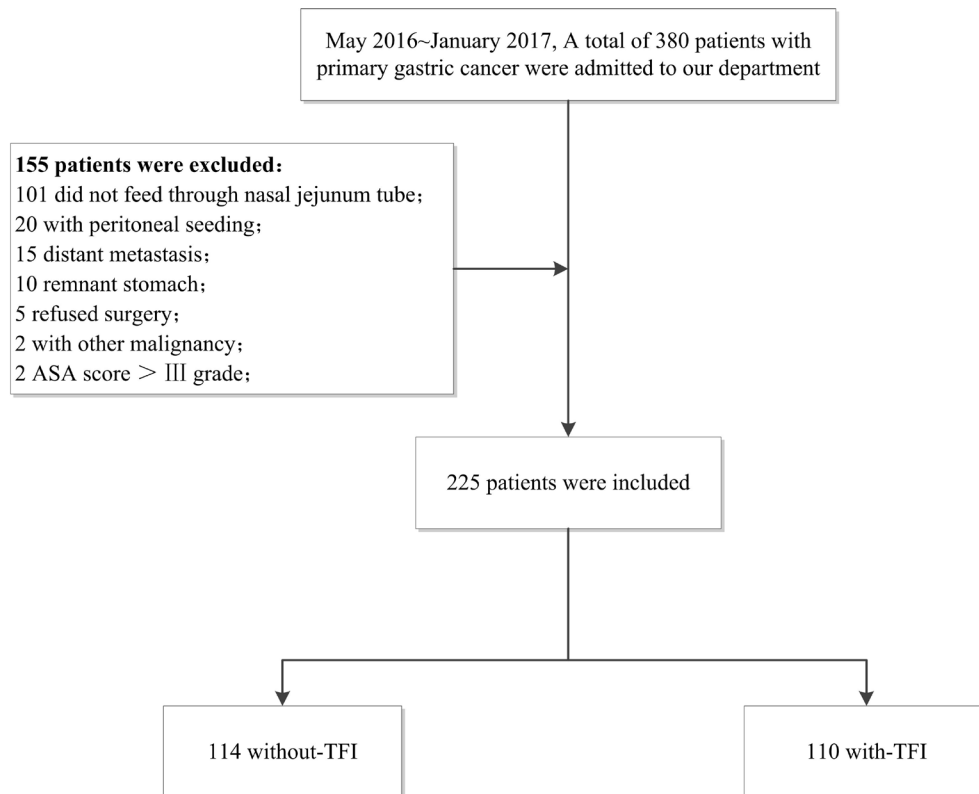 May 2016~January 2017, A total of 380 patients with
primary gastric cancer were admitted to our department
155 patients were excluded：
101 did not feed through nasal jejunum tube；
20 with peritoneal seeding；
15 distant metastasis；
10 remnant stomach；
5 refused surgery；
2 with other malignancy；
2 ASA score > III grade；
225 patients were included
114 without-TFI
110 with-TFI